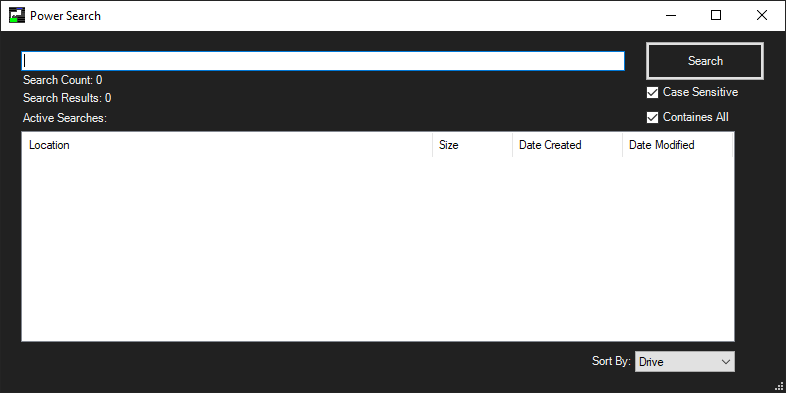 Power Search
Search
Search Count: 0
Case Sensitive
Search Results: 0
Active Searches:
Containes All
Location Size Date Created Date Modified
Sort By: Drive